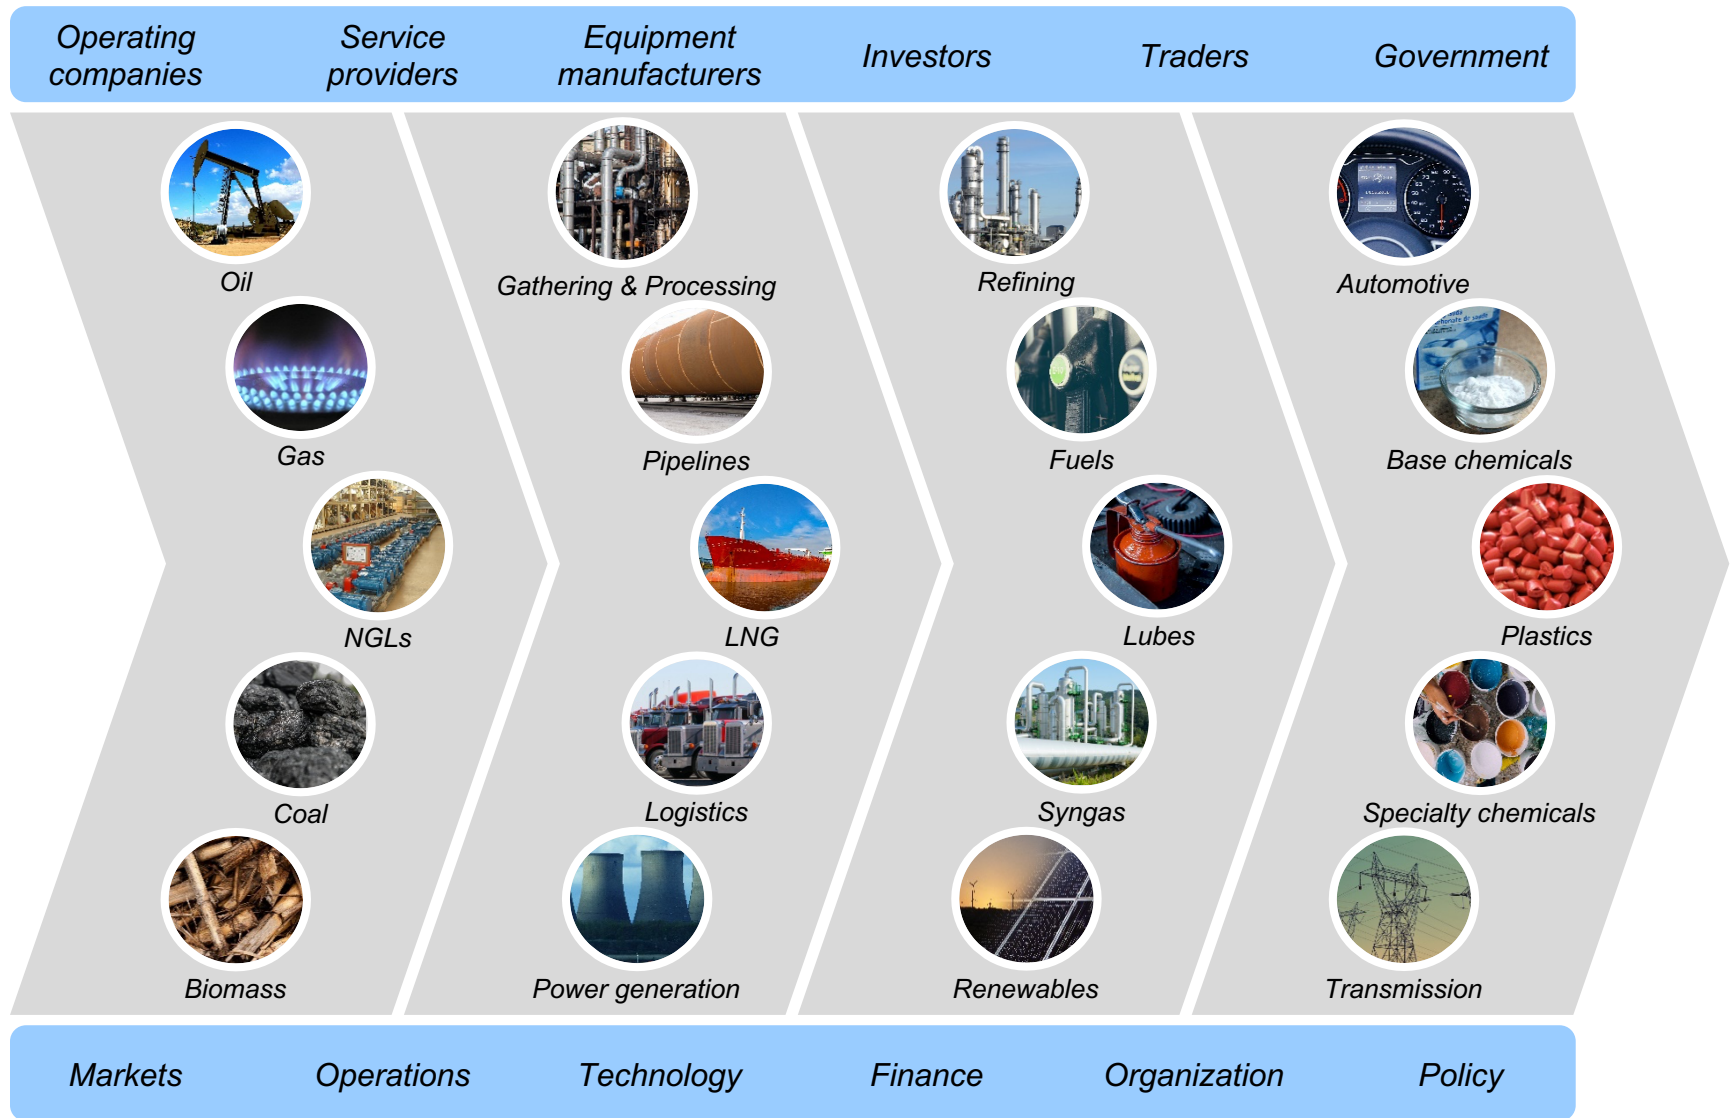 Operating companies
Service providers
Equipment manufacturers
Investors
Traders
Government
Oil
Gas
NGLs
Coal
Biomass
Gathering & Processing
Pipelines
LNG
Logistics
Power generation
Refining
Fuels
Lubes
Syngas
Renewables
Automotive
Base chemicals
Plastics
Specialty chemicals
Transmission
Markets
Operations
Technology
Finance
Organization
Policy